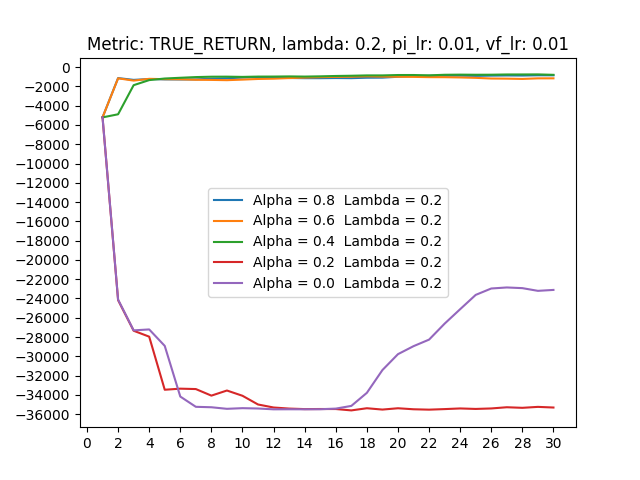 Metric: TRUE_RETURN, lambda: 0.2, pi_lr: 0.01, vf_lr: 0.01
0
−2000
−4000
−6000
−8000
−10000
−12000
−14000
−16000
−18000
−20000
−22000
−24000
−26000
−28000
−30000
−32000
−34000
−36000
Alpha = 0.8 Lambda = 0.2
Alpha = 0.6 Lambda = 0.2
Alpha = 0.4 Lambda = 0.2
Alpha = 0.2 Lambda = 0.2
Alpha = 0.0 Lambda = 0.2
0 2 4 6 8 10 12 14 16 18 20 22 24 26 28 30